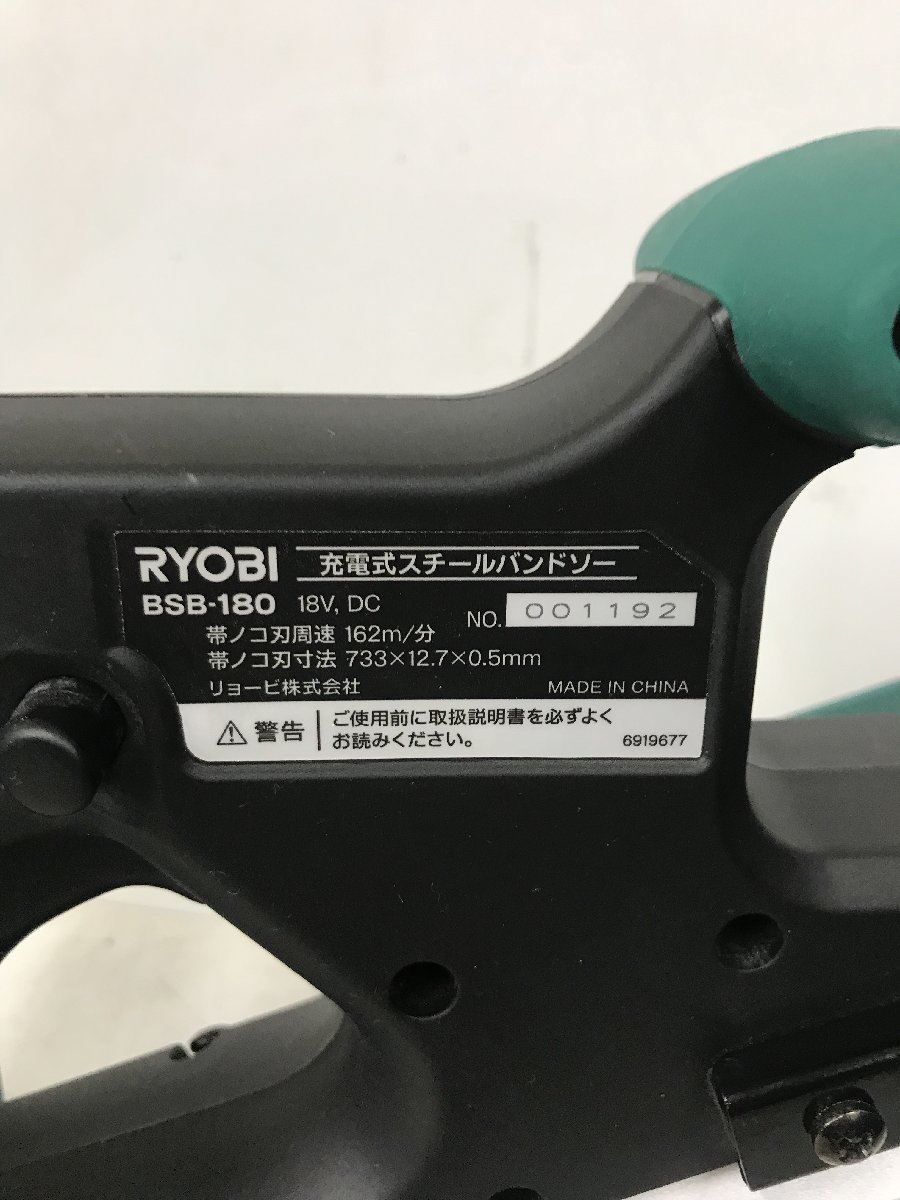 RYOBI 充電式スチールバンドソー
BSB-180 18V, DC
NO. 001192
帯ノコ刃周速 162m/分
帯ノコ刃寸法 733×12.7×0.5mm
リョービ株式会社 MADE IN CHINA
警告 ご使用前に取扱説明書を必ずよく
お読みください。 6919677